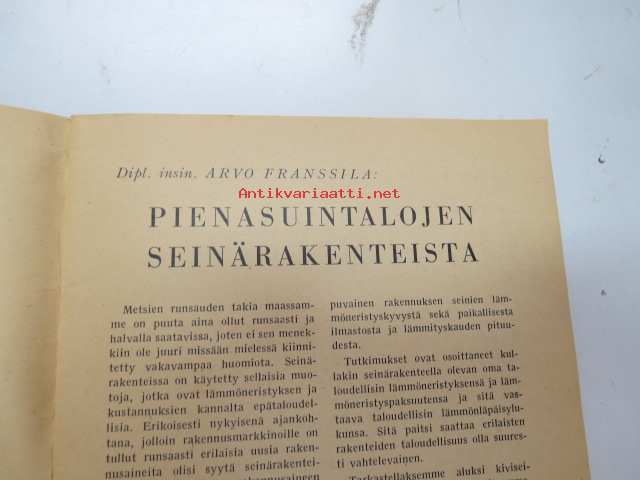 Dipl. insin. ARVO FRANSSILA:
Antikvariaatti.net
PIENASUINTALOJEN
SEINÄRAKENTEISTA
Metsien runsauden takia maassam-
me on puuta aina ollut runsaasti ja
halvalla saatavissa, joten ei sen menek-
kiin ole juuri missään mielessä kiinni-
tetty vakavampaa huomiota. Seinä-
rakenteissa on käytetty sellaisia muo-
toja, jotka ovat lämmöneristyksen ja
kustannuksien kannalta epätaloudel-
lisia. Erikoisesti nykyisenä ajankoh-
tana, jolloin rakennusmarkkinoille on
tullut runsaasti erilaisia uusia raken-
nusaineita olisi syytä seinärakentei-
puvainen rakennuksen seinien läm-
möneristyskyvystä sekä paikallisesta
ilmastosta ja lämmityskauden pituu-
desta.
Tutkimukset ovat osoittaneet kul-
lakin seinärakenteella olevan oma ta-
loudellisin lämmöneristyksensä ja läm-
möneristyspaksuutensa ja sitä vas-
taava taloudellisin lämmönläpäisylu-
kunsa. Sitä paitsi saattaa erilaisten
rakenteiden taloudellisuus olla suures-
ti vahtelevainen.
Tarkastellaksemme aluksi kivisei-